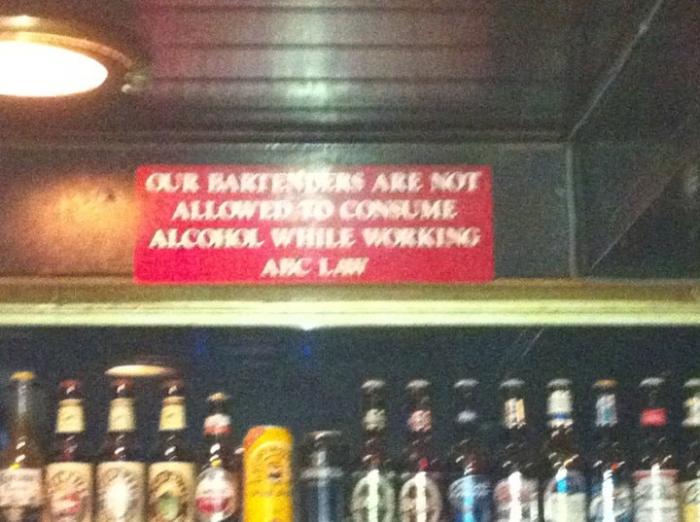 OUR BARTENDERS ARE NOT
ALLOWED TO CONSUME
ALCOHOL WHILE WORKING
ABC LAW